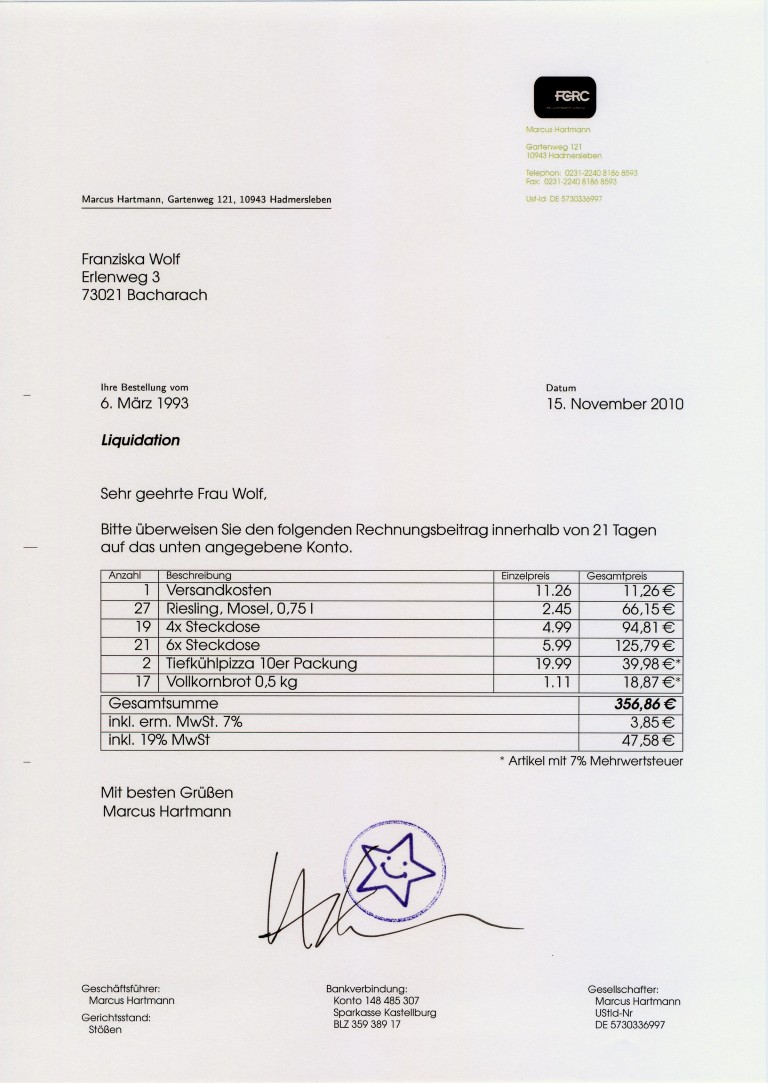 FGRC
Marcus Hartmann
Gartenweg 121
10943 Hadmersleben
Telephon: 0231-2240 8186 8593
Fax: 0231-2240 8186 8593
Ust-Id: DE 5730336997
Marcus Hartmann, Gartenweg 121, 10943 Hadmersleben
Franziska Wolf
Erlenweg 3
73021 Bacharach
Ihre Bestellung vom Datum
6. März 1993 15. November 2010
Liquidation
Sehr geehrte Frau Wolf,
Bitte überweisen Sie den folgenden Rechnungsbeitrag innerhalb von 21 Tagen
auf das unten angegebene Konto.
Anzahl Beschreibung Einzelpreis Gesamtpreis
1 Versandkosten 11.26 11,26 €
27 Riesling, Mosel, 0,75 l 2.45 66,15 €
19 4x Steckdose 4.99 94,81 €
21 6x Steckdose 5.99 125,79 €
2 Tiefkühlpizza 10er Packung 19.99 39,98 €*
17 Vollkornbrot 0,5 kg 1.11 18,87 €*
Gesamtsumme 356,86 €
inkl. erm. MwSt. 7% 3,85 €
inkl. 19% MwSt 47,58 €
* Artikel mit 7% Mehrwertsteuer
Mit besten Grüßen
Marcus Hartmann
Geschäftsführer: Bankverbindung: Gesellschafter:
Marcus Hartmann Konto 148 485 307 Marcus Hartmann
Gerichtsstand: Sparkasse Kastellburg UStId-Nr
Stößen BLZ 359 389 17 DE 5730336997